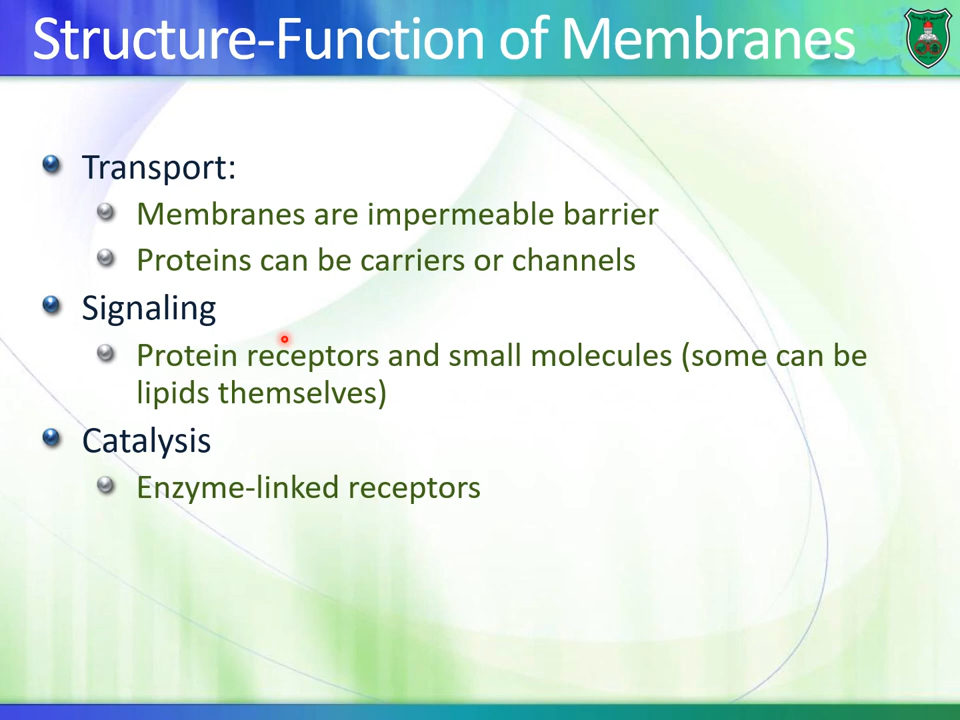 Structure-Function of Membranes
Transport:
Membranes are impermeable barrier
Proteins can be carriers or channels
Signaling
Protein receptors and small molecules (some can be
lipids themselves)
Catalysis
Enzyme-linked receptors